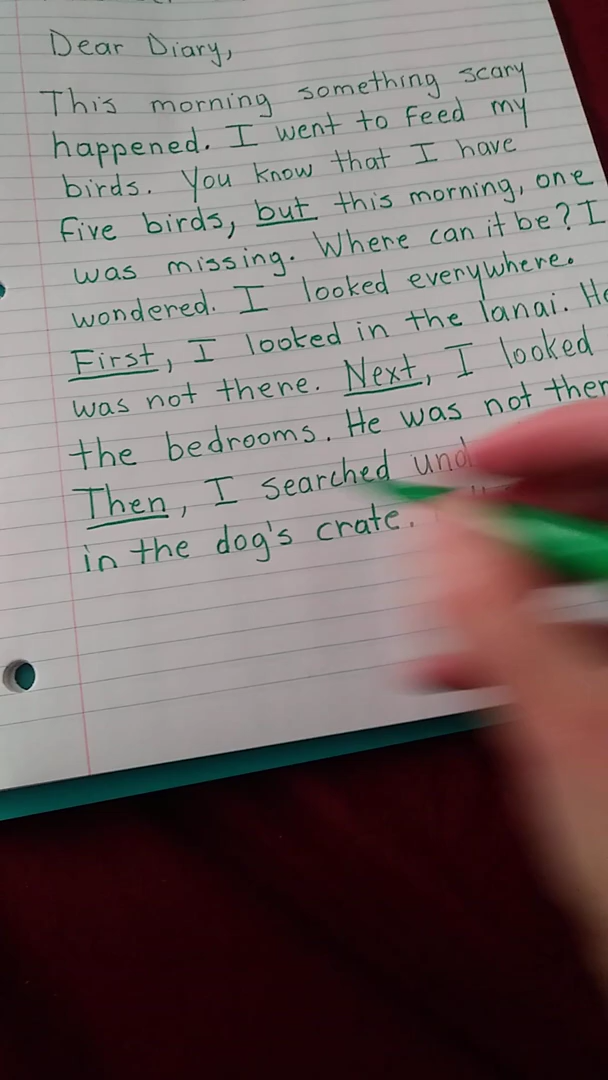 Dear Diary,
This morning something scary
happened. I went to feed my
birds. You know that I have
five birds, but this morning, one
was missing. Where can it be? I
wondered. I looked everywhere.
First, I looked in the lanai. He
was not there. Next, I looked
the bedrooms. He was not
Then, I searched
in the dog's crate.